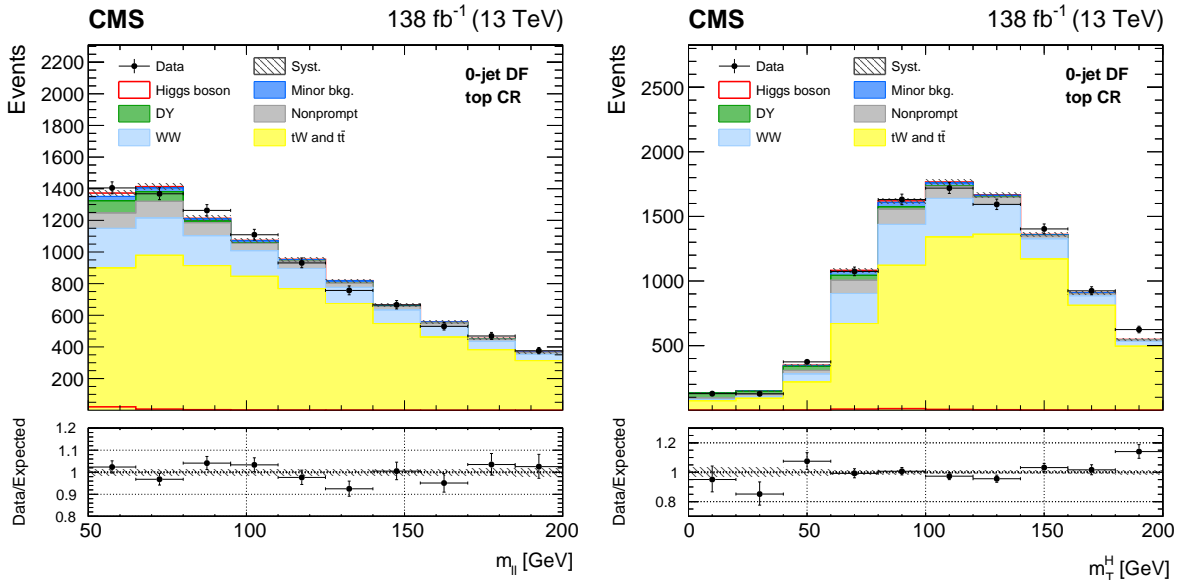 CMS 138 fb⁻¹ (13 TeV)
Events
2200
2000
1800
1600
1400
1200
1000
800
600
400
200
Data
Syst.
Higgs boson
Minor bkg.
DY
Nonprompt
WW
tW and tt̄
0-jet DF
top CR
Data/Expected
1.2
1.1
1
0.9
0.8
50 100 150 200
m_ll [GeV]
CMS 138 fb⁻¹ (13 TeV)
Events
2500
2000
1500
1000
500
Data
Syst.
Higgs boson
Minor bkg.
DY
Nonprompt
WW
tW and tt̄
0-jet DF
top CR
Data/Expected
1.2
1
0.8
0 50 100 150 200
m_T^H [GeV]